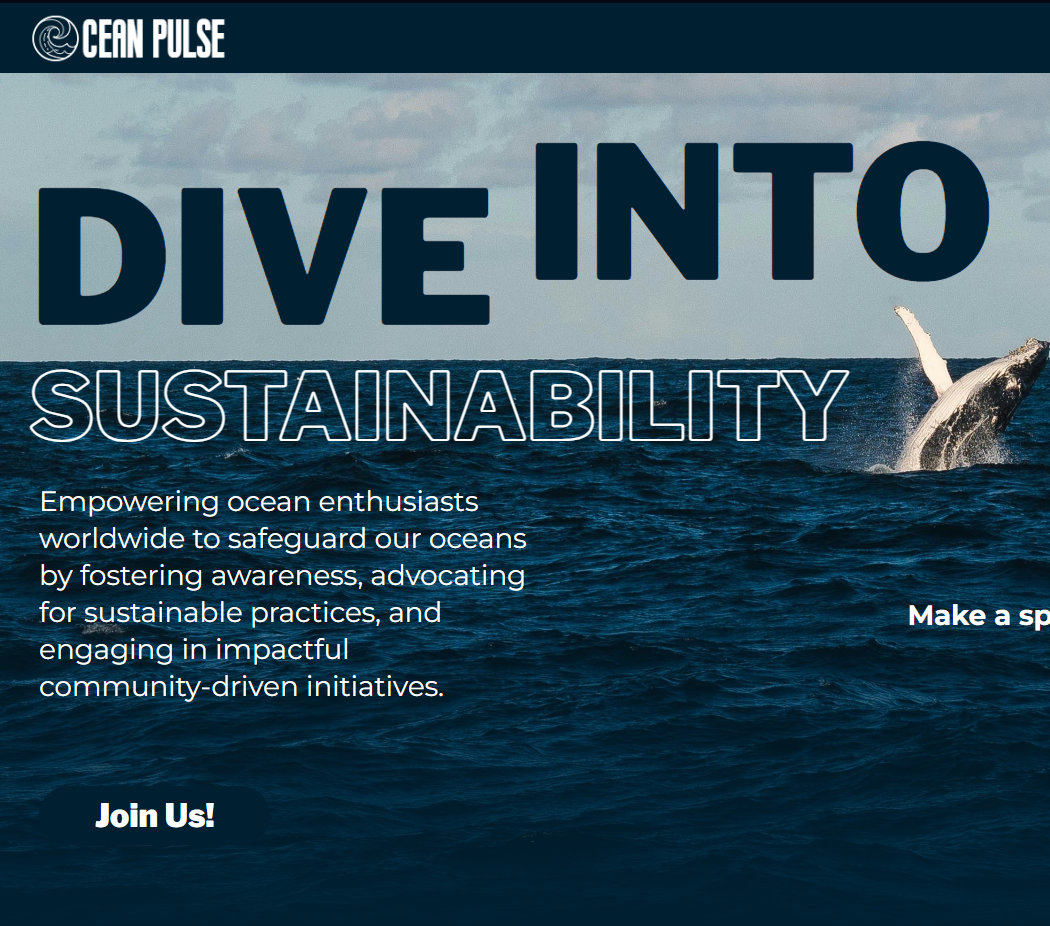 OCEAN PULSE
DIVE INTO
SUSTAINABILITY
Empowering ocean enthusiasts
worldwide to safeguard our oceans
by fostering awareness, advocating
for sustainable practices, and
engaging in impactful
community-driven initiatives.
Make a sp
Join Us!